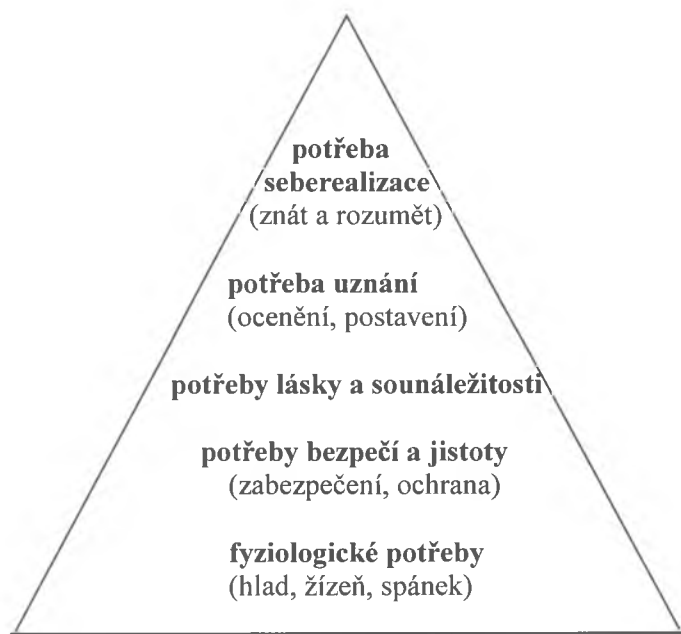 potřeba
seberealizace
(znát a rozumět)
potřeba uznání
(ocenění, postavení)
potřeby lásky a sounáležitosti
potřeby bezpečí a jistoty
(zabezpečení, ochrana)
fyziologické potřeby
(hlad, žízeň, spánek)